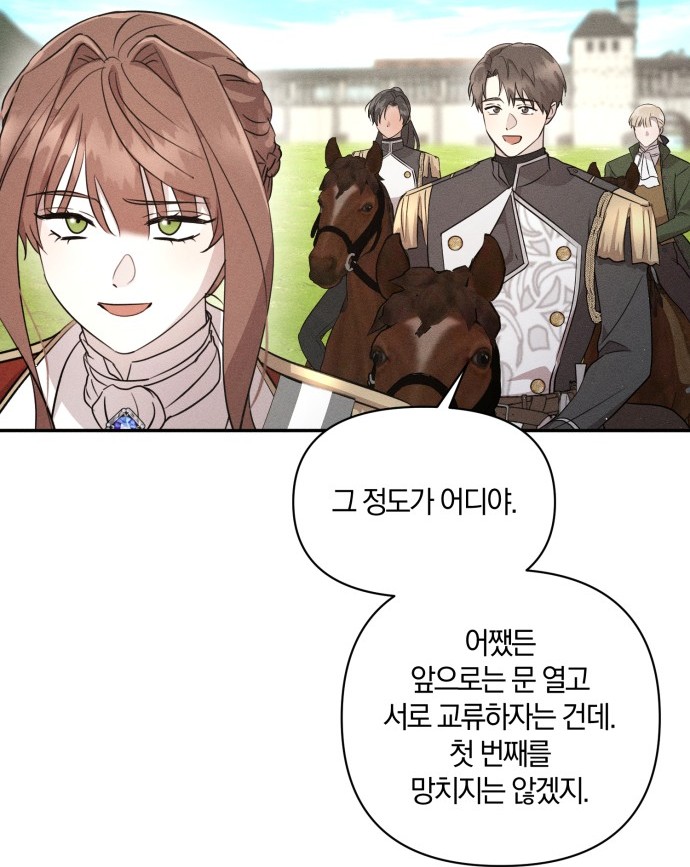 그 정도가 어디야.
어쨌든
앞으로는 문 열고
서로 교류하자는 건데.
첫 번째를
망치지는 않겠지.